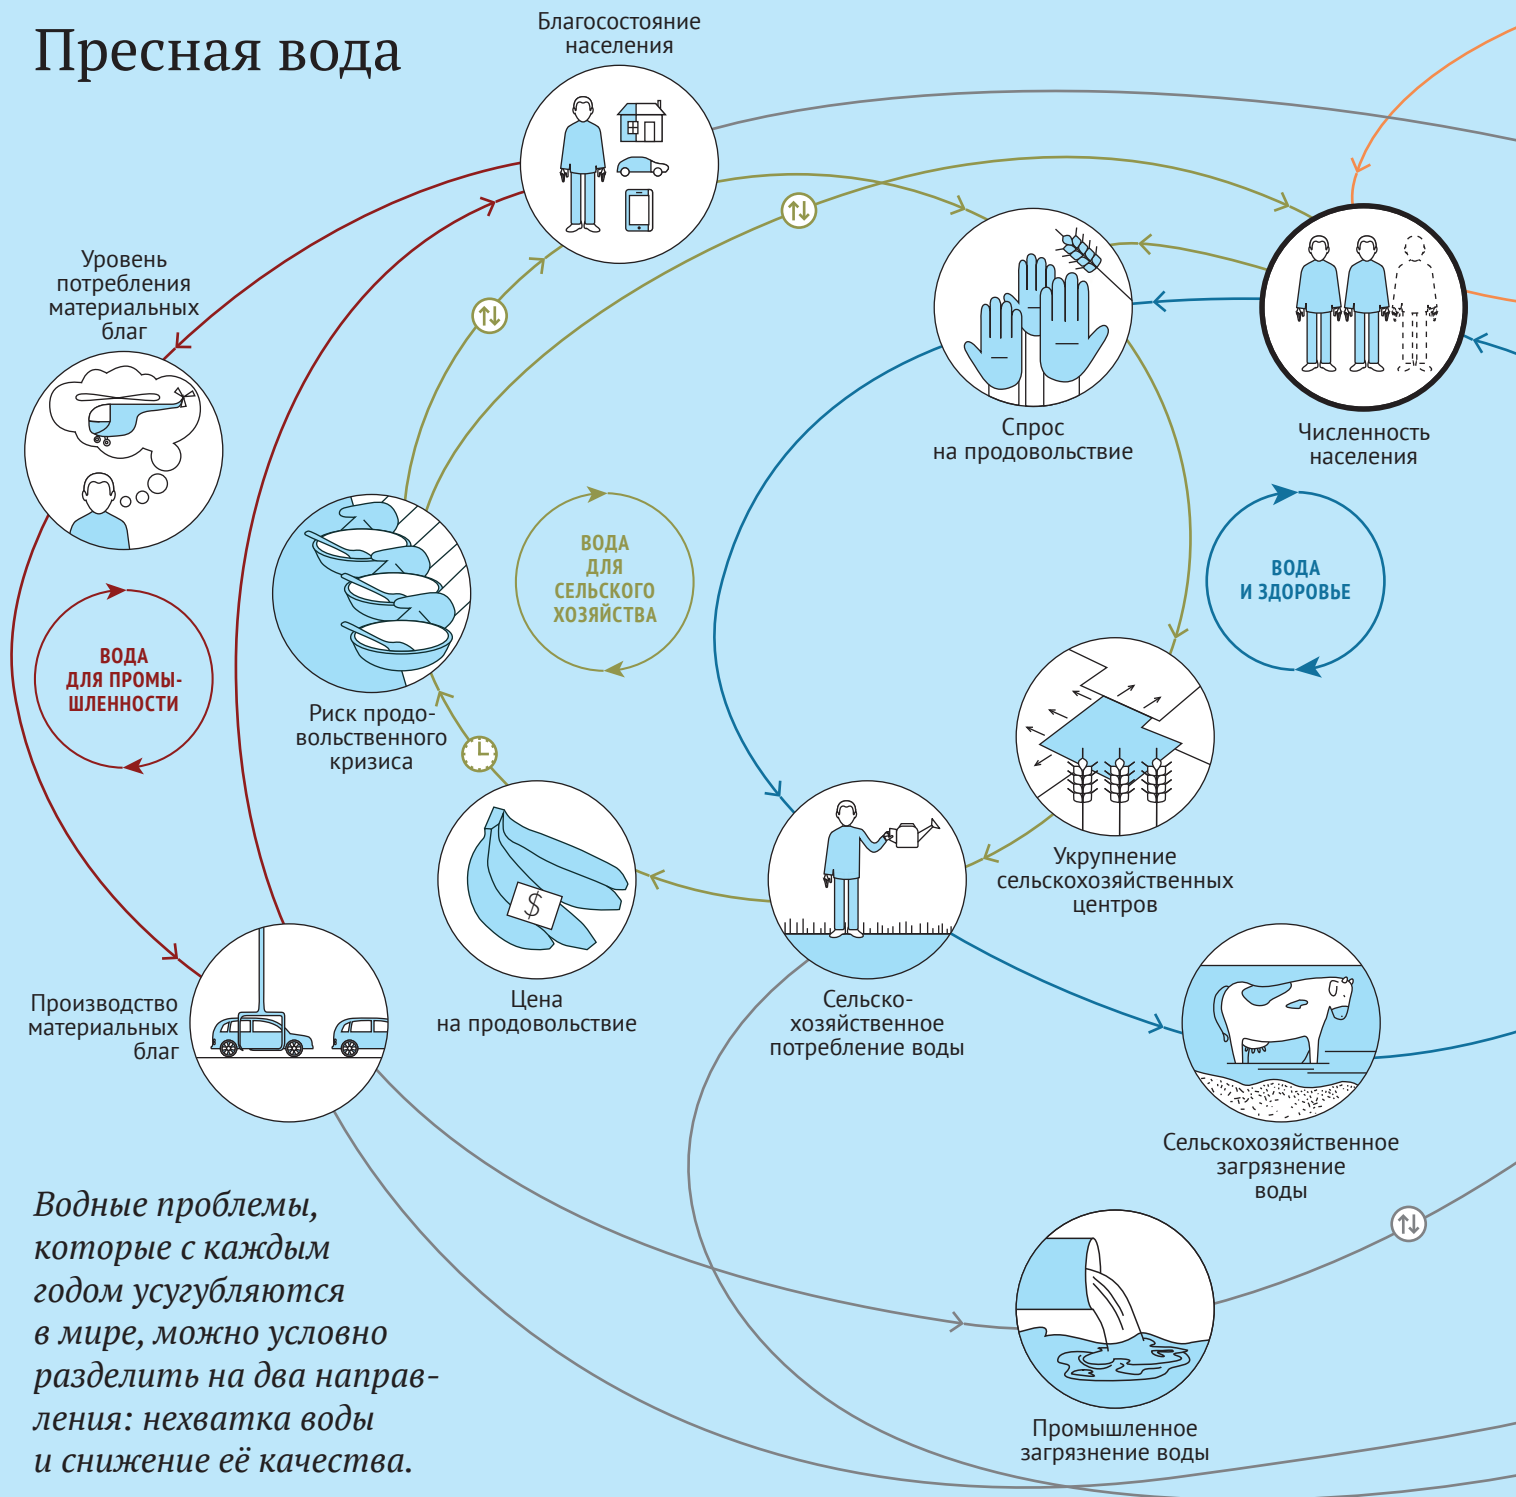 Пресная вода
Благосостояние
населения
Уровень
потребления
материальных
благ
Спрос
на продовольствие
Численность
населения
ВОДА
ДЛЯ
СЕЛЬСКОГО
ХОЗЯЙСТВА
ВОДА
И ЗДОРОВЬЕ
ВОДА
ДЛЯ ПРОМЫ-
ШЛЕННОСТИ
Риск продо-
вольственного
кризиса
Укрупнение
сельскохозяйственных
центров
$
Производство
материальных
благ
Цена
на продовольствие
Сельско-
хозяйственное
потребление воды
Сельскохозяйственное
загрязнение
воды
Водные проблемы,
которые с каждым
годом усугубляются
в мире, можно условно
разделить на два направ-
ления: нехватка воды
и снижение её качества.
Промышленное
загрязнение воды